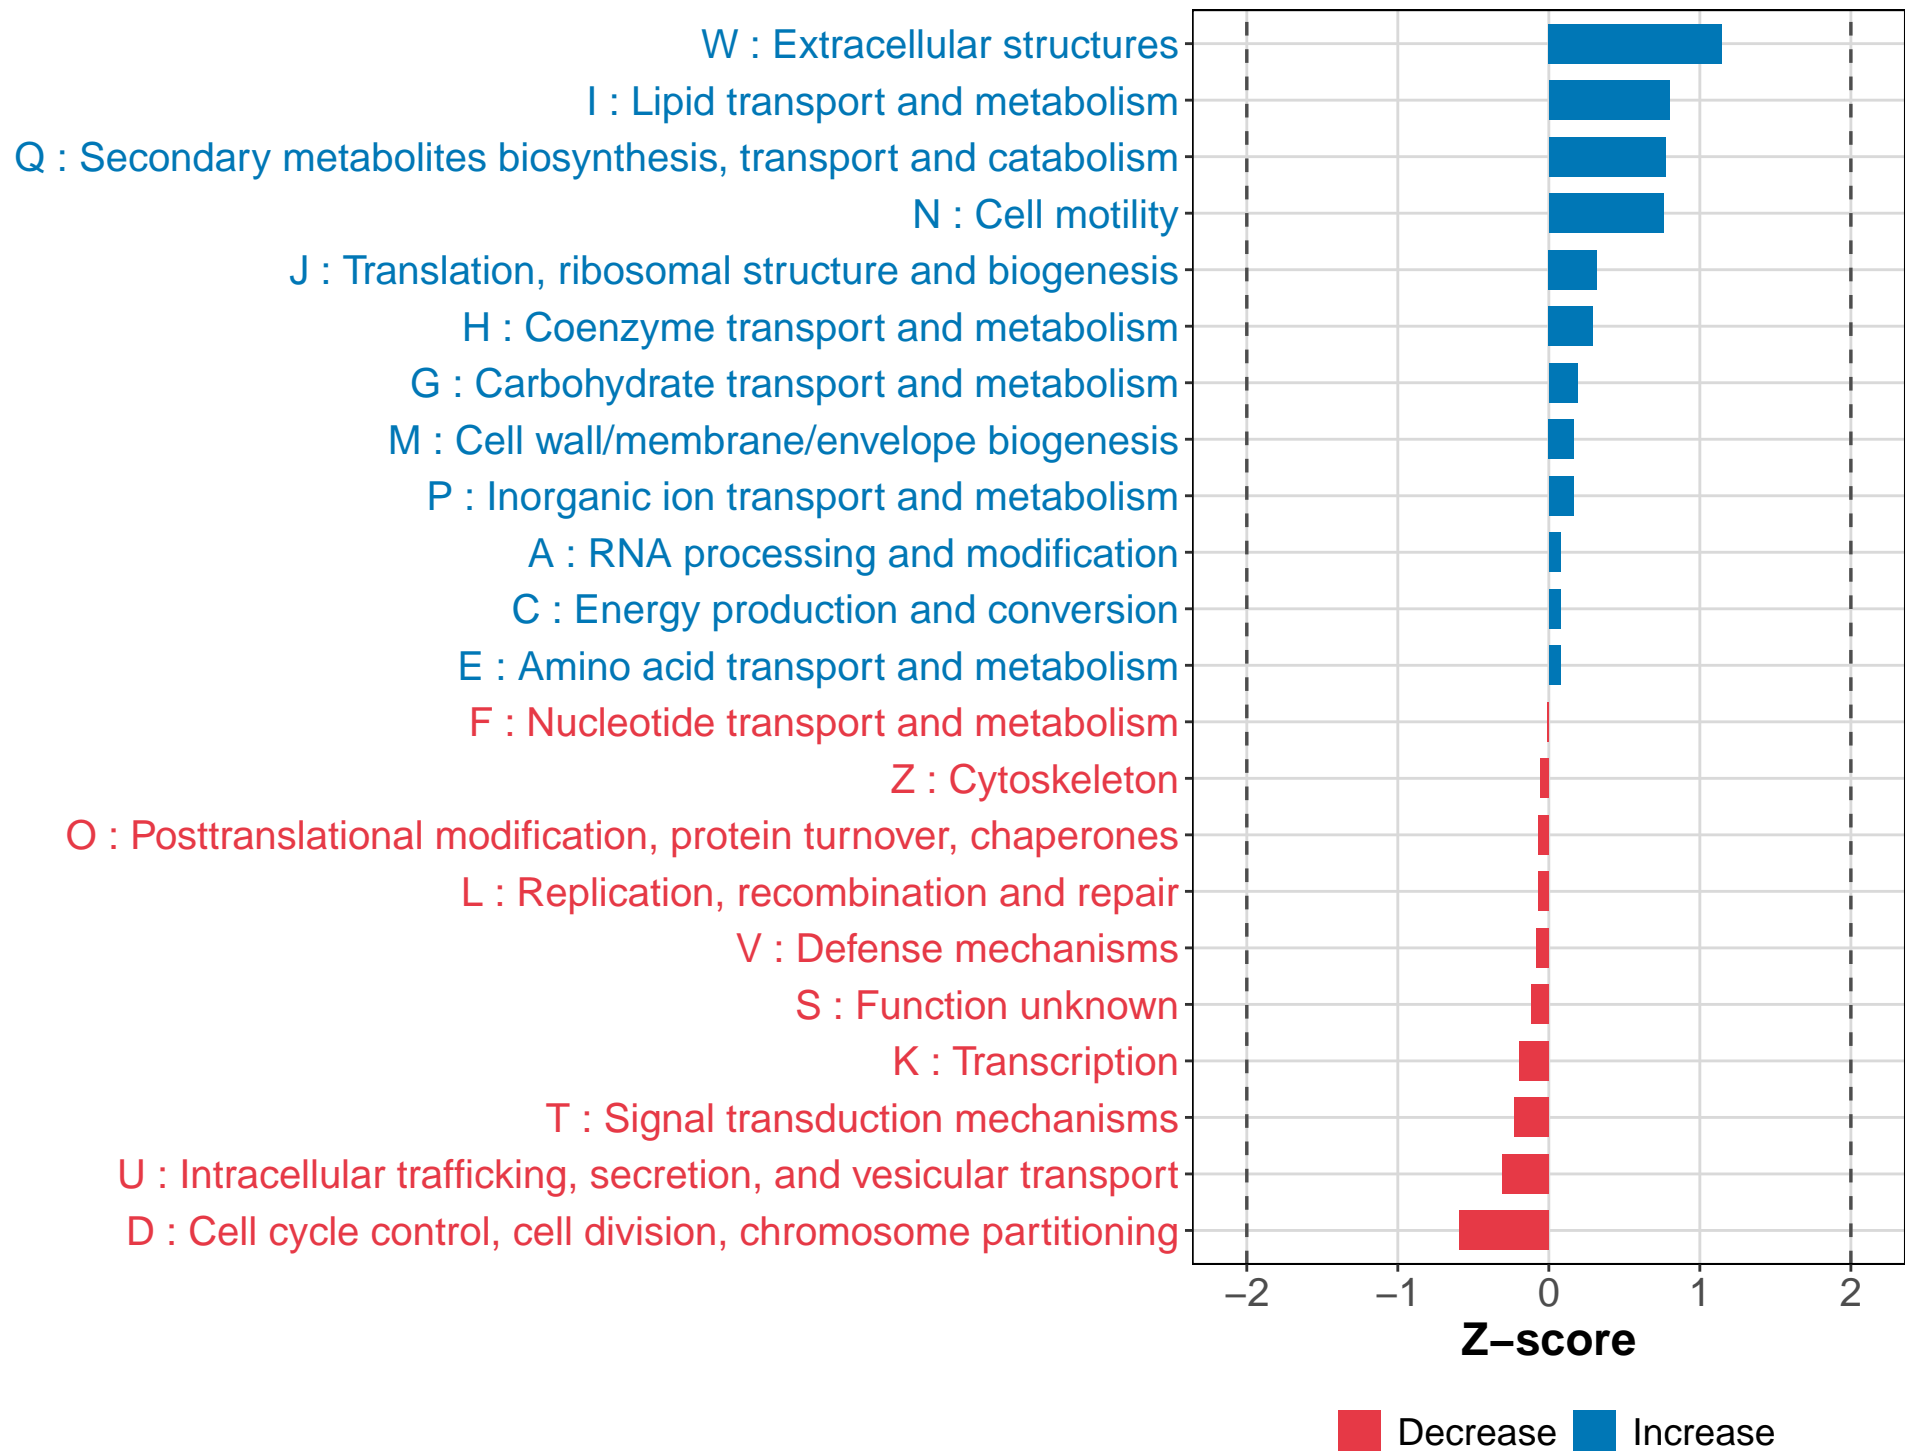 W : Extracellular structures
I : Lipid transport and metabolism
Q : Secondary metabolites biosynthesis, transport and catabolism
N : Cell motility
J : Translation, ribosomal structure and biogenesis
H : Coenzyme transport and metabolism
G : Carbohydrate transport and metabolism
M : Cell wall/membrane/envelope biogenesis
P : Inorganic ion transport and metabolism
A : RNA processing and modification
C : Energy production and conversion
E : Amino acid transport and metabolism
F : Nucleotide transport and metabolism
Z : Cytoskeleton
O : Posttranslational modification, protein turnover, chaperones
L : Replication, recombination and repair
V : Defense mechanisms
S : Function unknown
K : Transcription
T : Signal transduction mechanisms
U : Intracellular trafficking, secretion, and vesicular transport
D : Cell cycle control, cell division, chromosome partitioning
−2 −1 0 1 2
Z−score
Decrease Increase